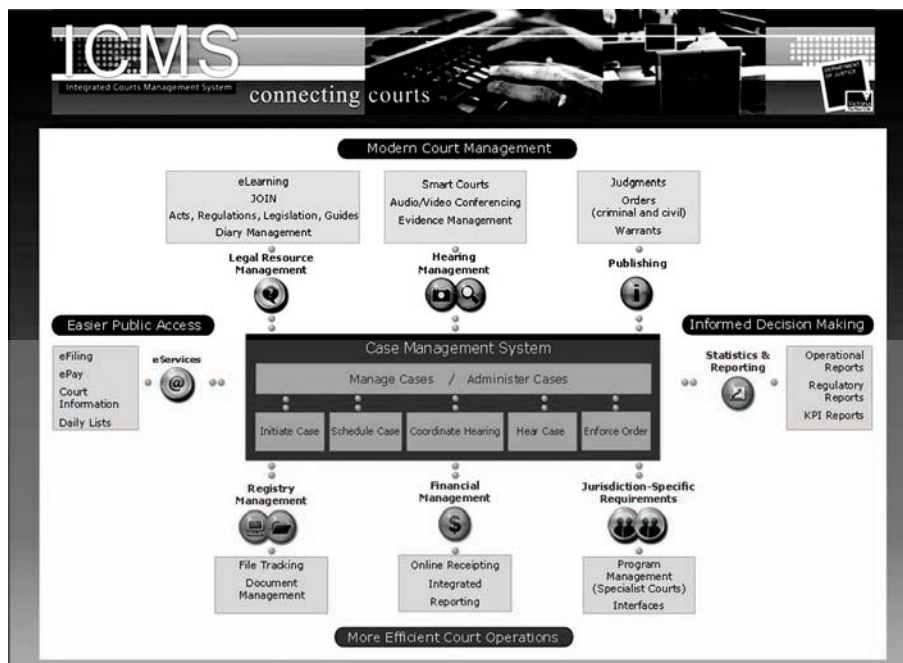 ICMS
Integrated Courts Management System
connecting courts
DEPARTMENT
OF JUSTICE
Victoria
Modern Court Management
eLearning
JOIN
Acts, Regulations, Legislation, Guides
Diary Management
Smart Courts
Audio/Video Conferencing
Evidence Management
Judgments
Orders
(criminal and civil)
Warrants
Legal Resource
Management
Hearing
Management
Publishing
Easier Public Access
Informed Decision Making
eFiling
ePay
Court
Information
Daily Lists
eServices
@
Case Management System
Manage Cases / Administer Cases
Initiate Case
Schedule Case
Coordinate Hearing
Hear Case
Enforce Order
Statistics &
Reporting
Operational
Reports
Regulatory
Reports
KPI Reports
Registry
Management
Financial
Management
$
Jurisdiction-Specific
Requirements
File Tracking
Document
Management
Online Receipting
Integrated
Reporting
Program
Management
(Specialist Courts)
Interfaces
More Efficient Court Operations